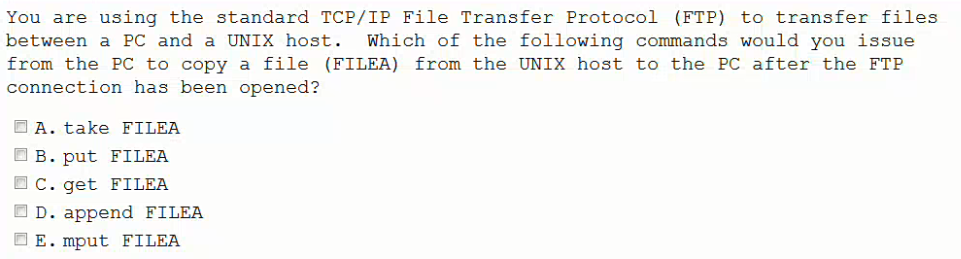 You are using the standard TCP/IP File Transfer Protocol (FTP) to transfer files
between a PC and a UNIX host.  Which of the following commands would you issue
from the PC to copy a file (FILEA) from the UNIX host to the PC after the FTP
connection has been opened?
A. take FILEA
B. put FILEA
C. get FILEA
D. append FILEA
E. mput FILEA